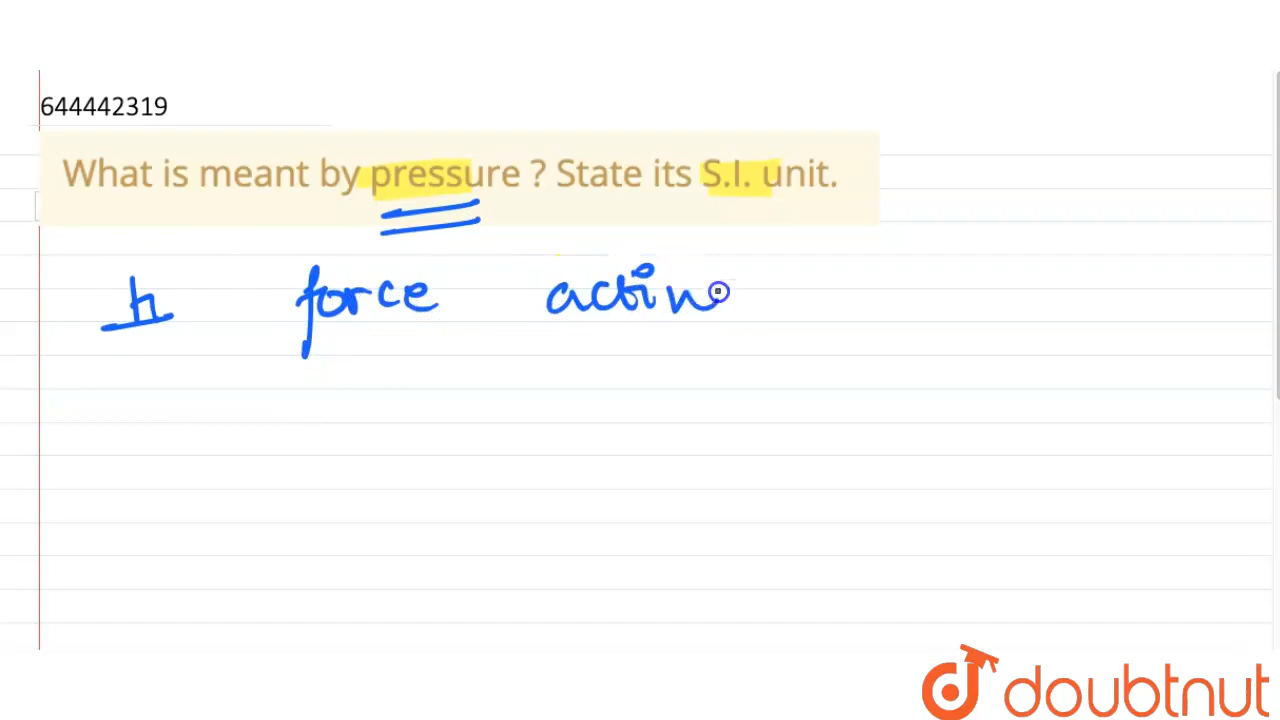 644442319
What is meant by pressure ? State its S.I. unit.
h force actin
doubtnut